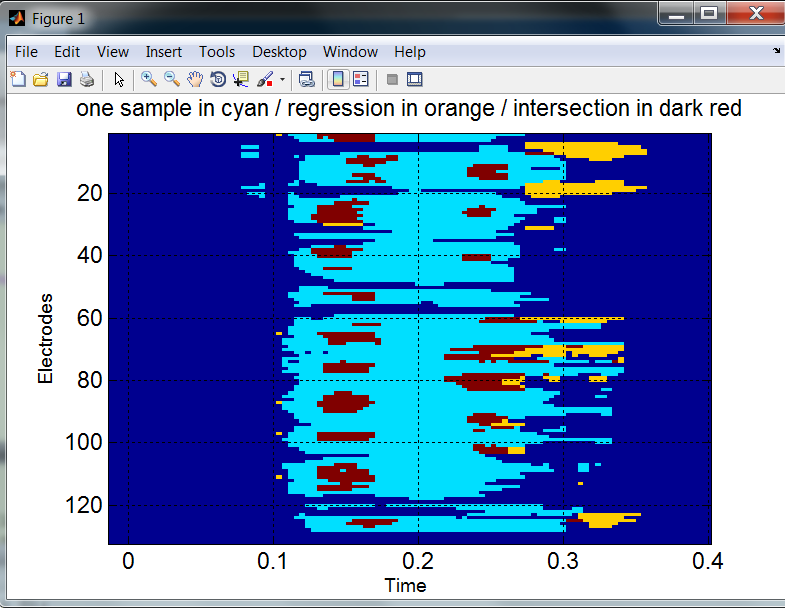 Figure 1
File Edit View Insert Tools Desktop Window Help
one sample in cyan / regression in orange / intersection in dark red
20
40
60
80
100
120
Electrodes
0 0.1 0.2 0.3 0.4
Time